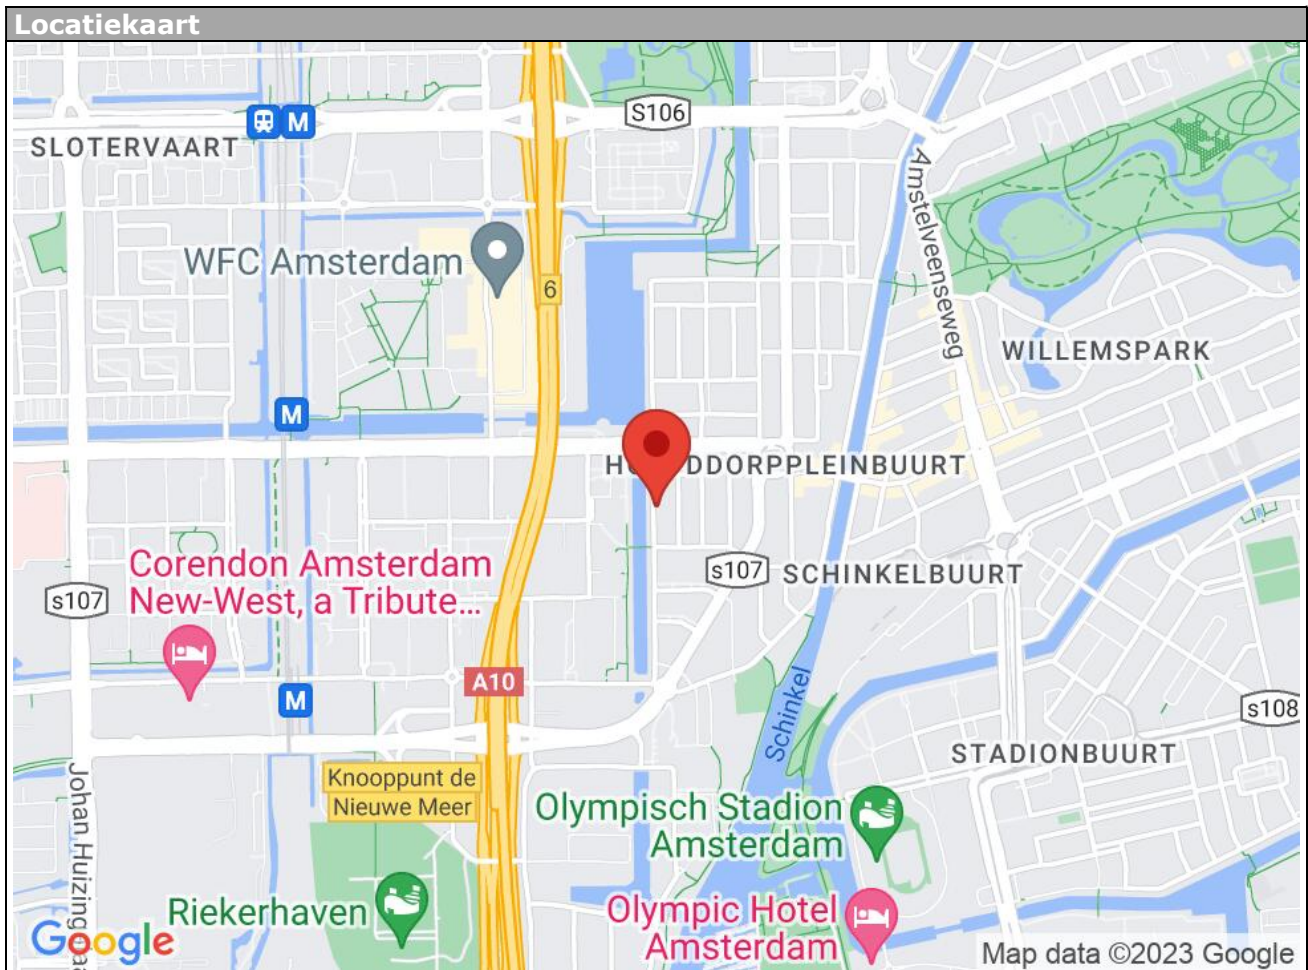 Locatiekaart
S106
M
SLOTERVAART
Amstelveenseweg
WFC Amsterdam
6
WILLEMSPARK
M
DDORPPLEINBUURT
Corendon Amsterdam
New-West, a Tribute...
s107
s107
SCHINKELBUURT
A10
M
Schinkel
s108
STADIONBUURT
Knooppunt de
Nieuwe Meer
Johan Huizing
Olympisch Stadion
Amsterdam
Riekerhaven
Olympic Hotel
Amsterdam
Google
Map data ©2023 Google